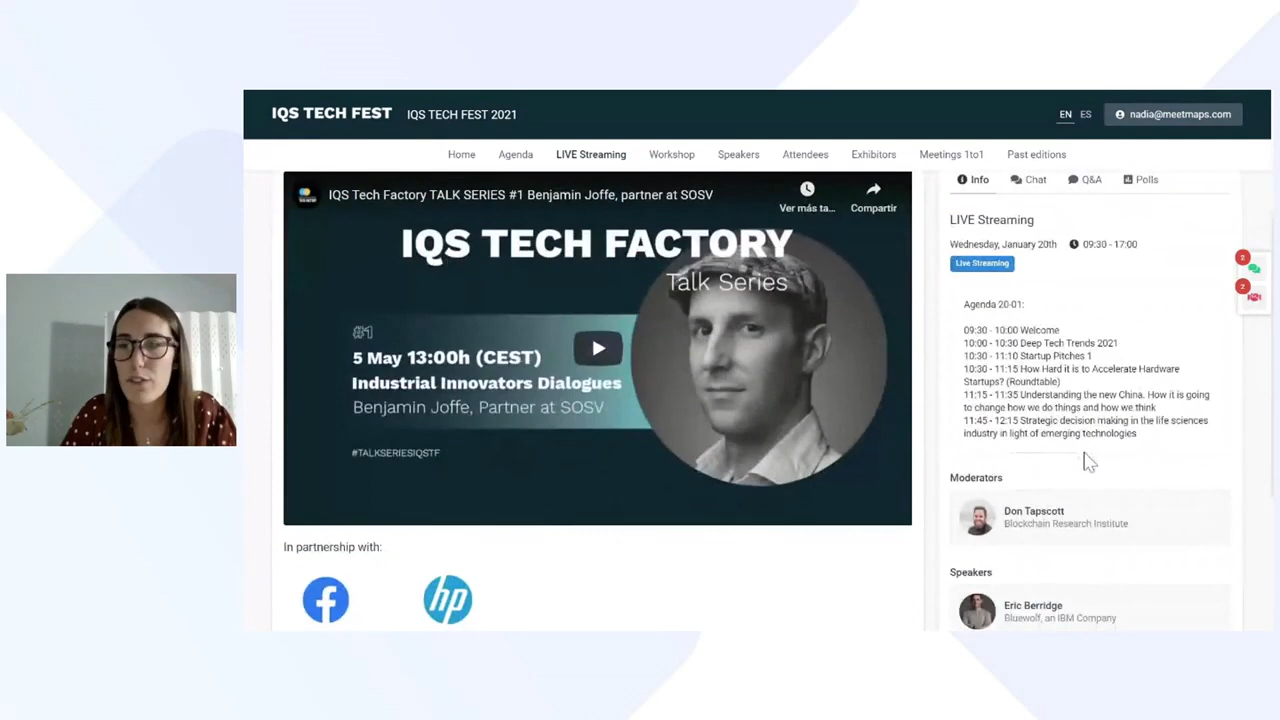 IQS TECH FEST
IQS TECH FEST 2021
EN ES
nadia@meetmaps.com
Home Agenda LIVE Streaming Workshop Speakers Attendees Exhibitors Meetings 1to1 Past editions
IQS Tech Factory TALK SERIES #1 Benjamin Joffe, partner at SOSV
Ver más ta...
Compartir
IQS TECH FACTORY
Talk Series
#1
5 May 13:00h (CEST)
Industrial Innovators Dialogues
Benjamin Joffe, Partner at SOSV
#TALKSERIESIQSTF
In partnership with:
f
hp
Info Chat Q&A Polls
LIVE Streaming
Wednesday, January 20th 09:30 - 17:00
Live Streaming
Agenda 20-01:
09:30 - 10:00 Welcome
10:00 - 10:30 Deep Tech Trends 2021
10:30 - 11:10 Startup Pitches 1
10:30 - 11:15 How Hard it is to Accelerate Hardware
Startups? (Roundtable)
11:15 - 11:35 Understanding the new China. How it is going
to change how we do things and how we think
11:45 - 12:15 Strategic decision making in the life sciences
industry in light of emerging technologies
Moderators
Don Tapscott
Blockchain Research Institute
Speakers
Eric Berridge
Bluewolf, an IBM Company
2
2